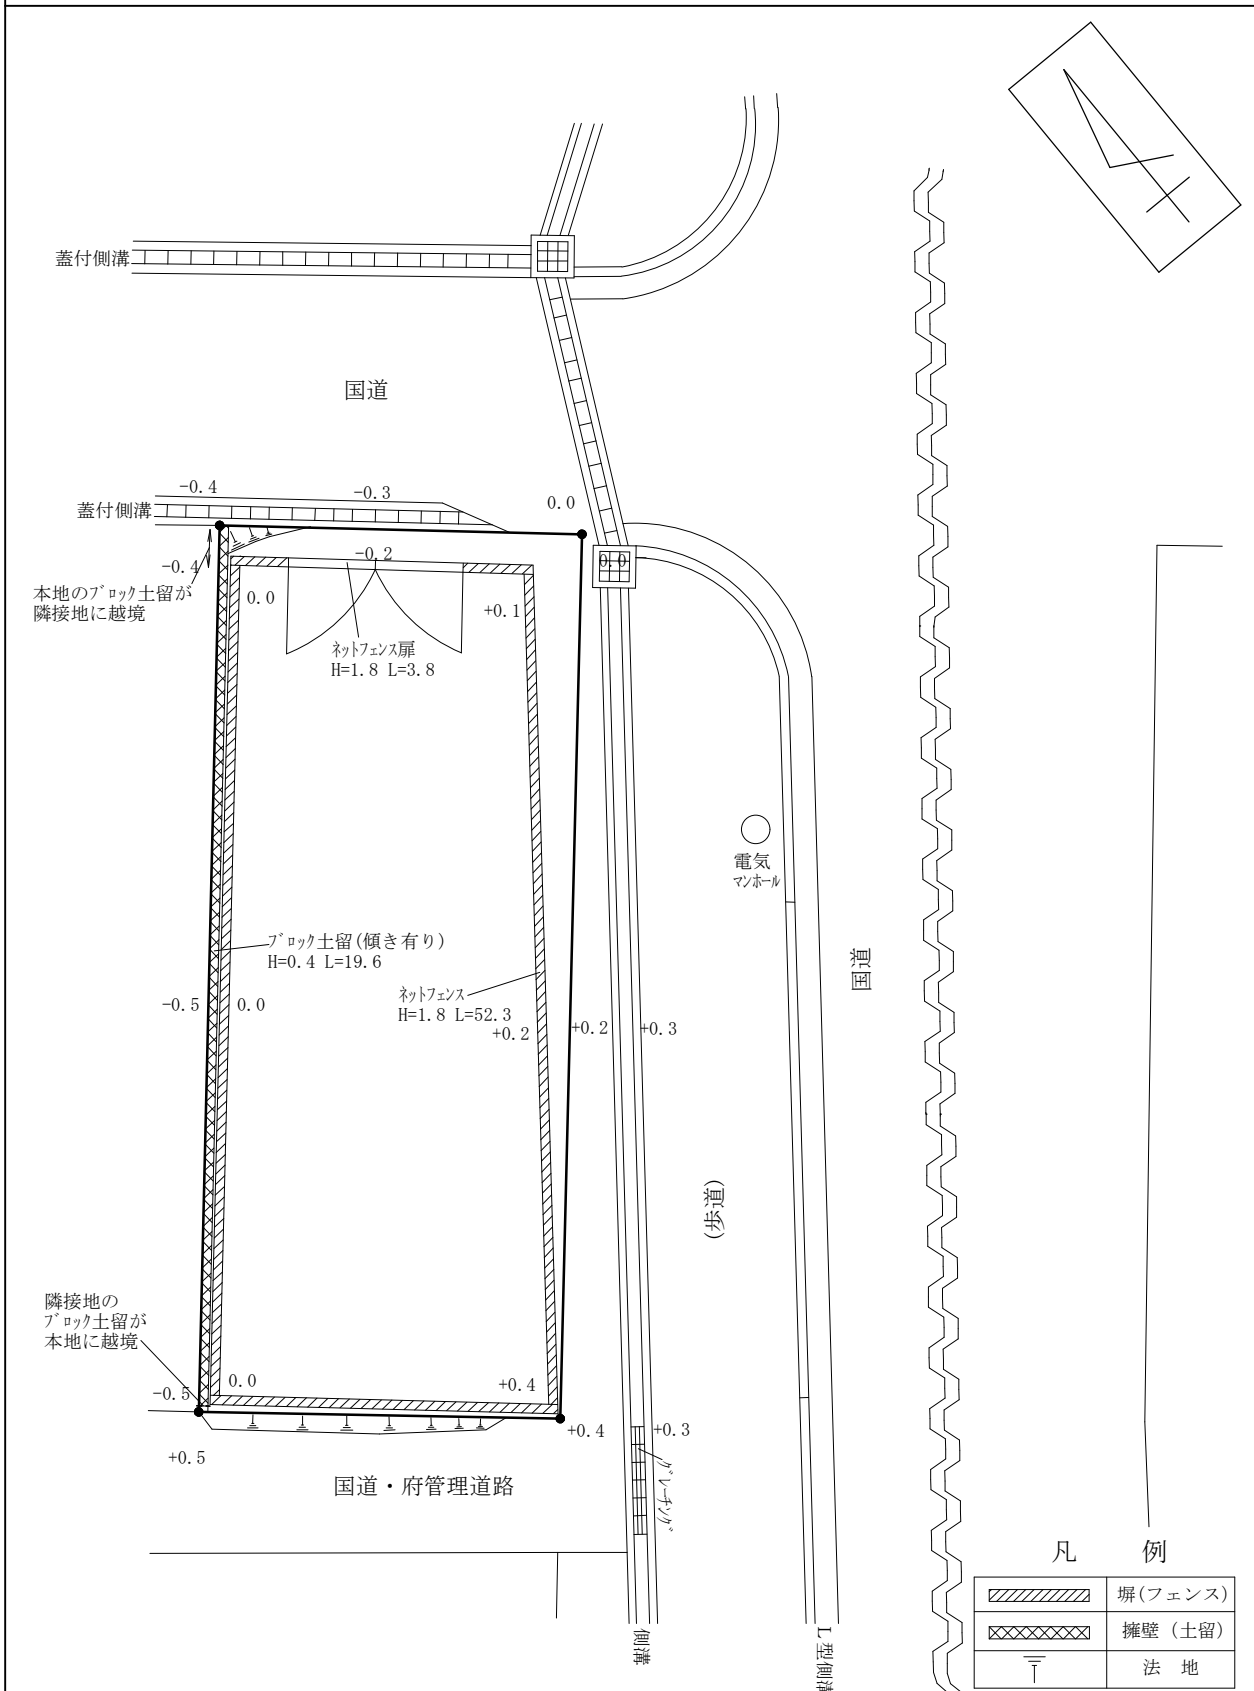 蓋付側溝
国道
-0.4
-0.3
0.0
蓋付側溝
-0.4
-0.2
0.0
本地のブロック土留が
隣接地に越境
0.0
+0.1
ネットフェンス扉
H=1.8 L=3.8
電気
マンホール
ブロック土留(傾き有り)
H=0.4 L=19.6
国道
ネットフェンス
H=1.8 L=52.3
-0.5
0.0
+0.2
+0.2
+0.3
(歩道)
隣接地の
ブロック土留が
本地に越境
-0.5
0.0
+0.4
+0.4
+0.3
+0.5
国道・府管理道路
グレーチング
側溝
L型側溝
凡 例
塀(フェンス)
擁壁（土留）
法 地